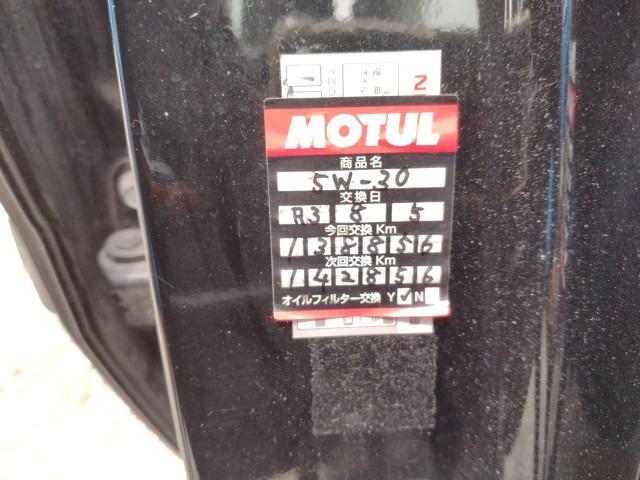 MOTUL
商品名
5W-30
交換日
R3 8 5
今回交換 Km
138856
次回交換 Km
142856
オイルフィルター交換 Y ✓ N